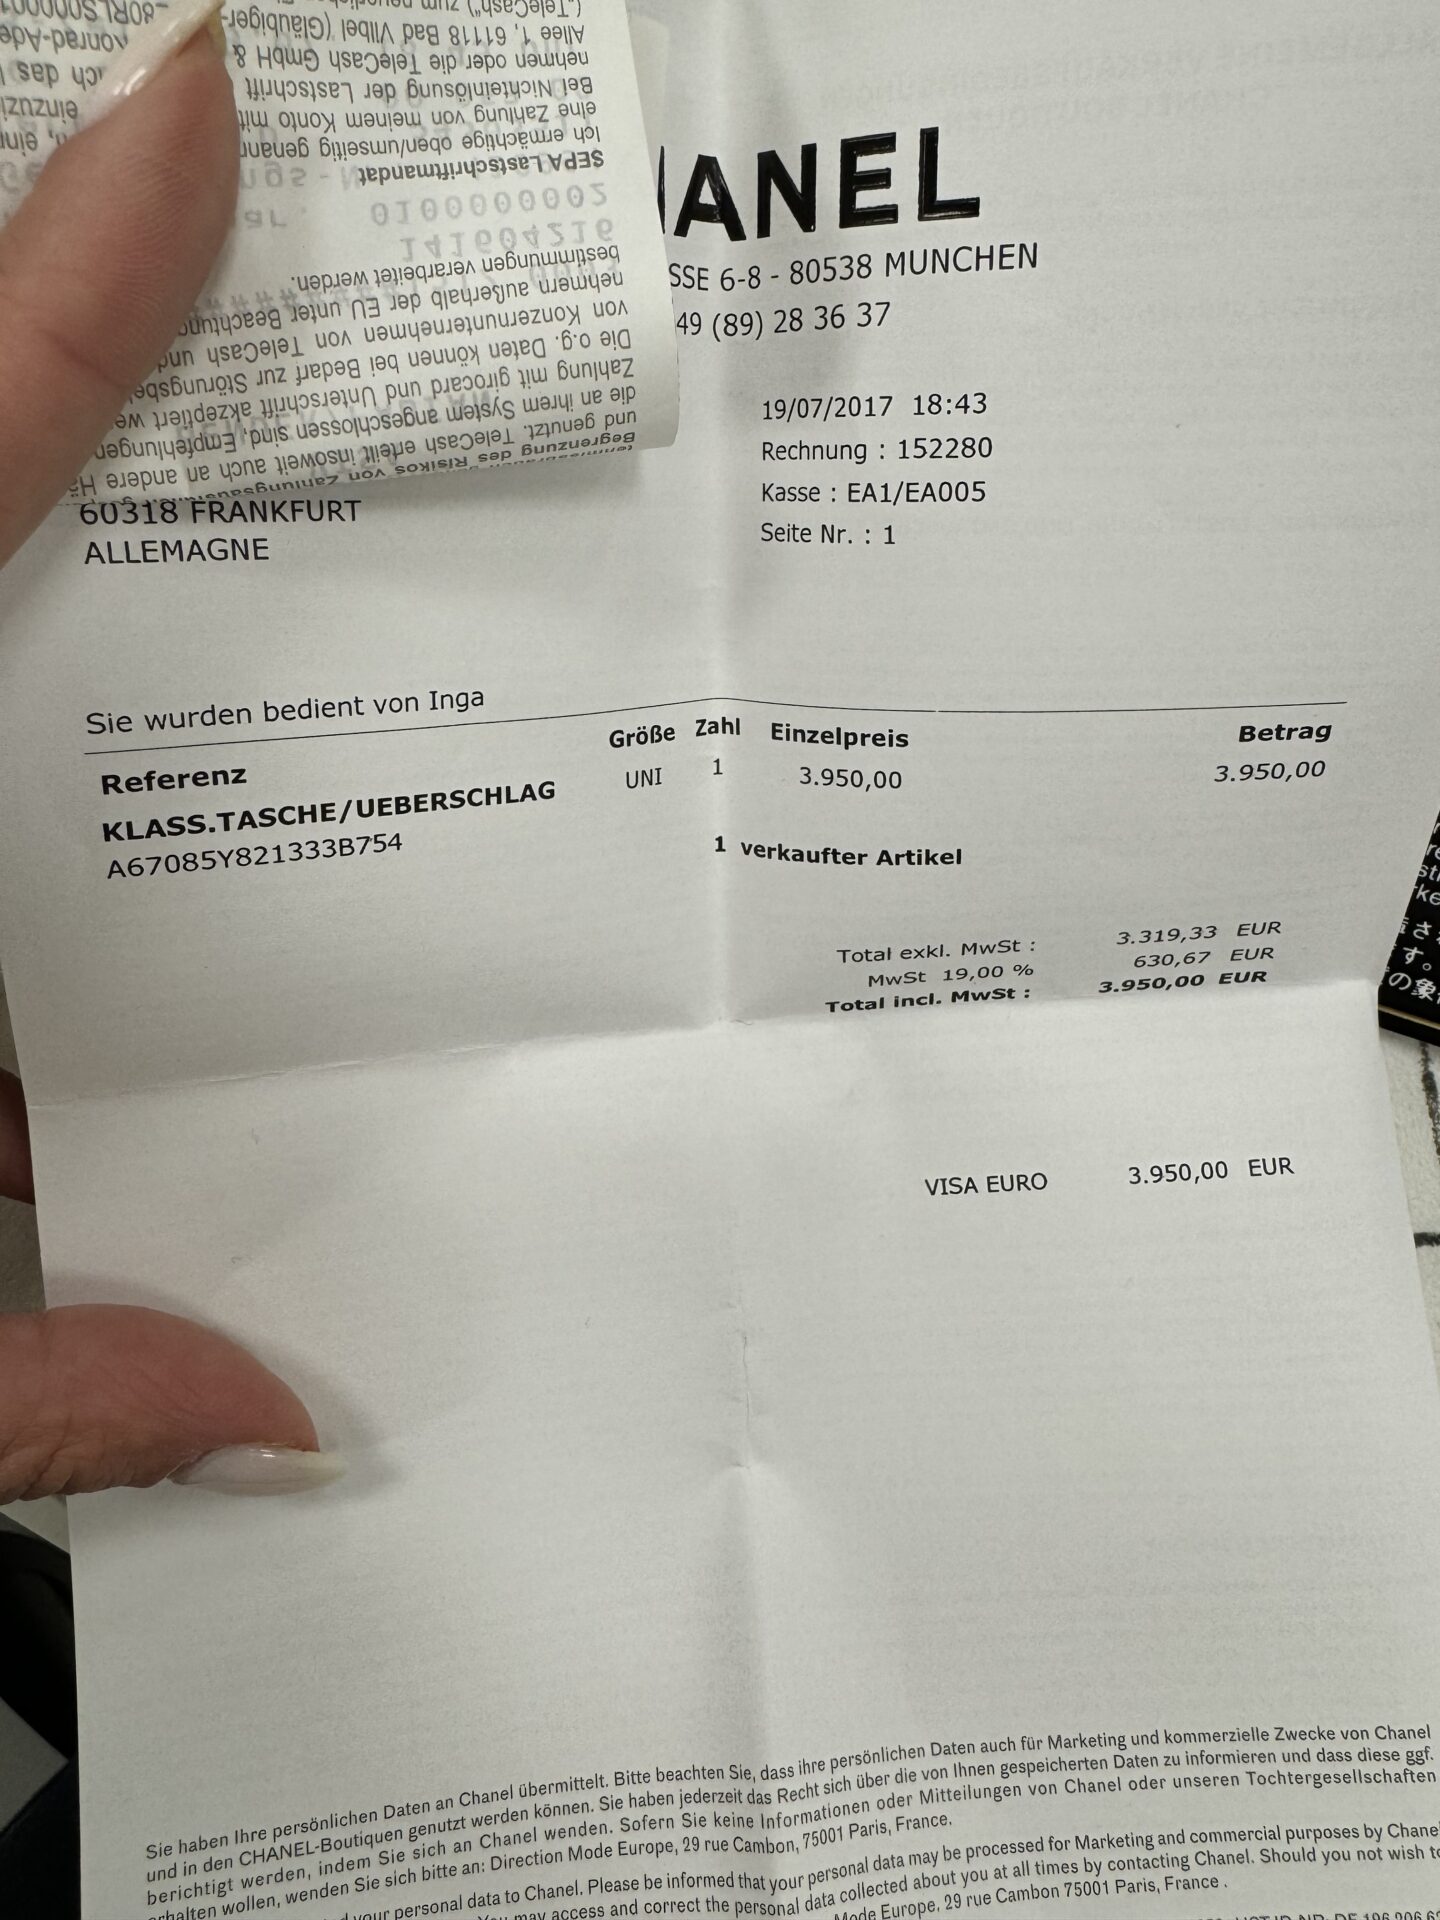 HANEL
SSE 6-8 - 80538 MUNCHEN
49 (89) 28 36 37
19/07/2017 18:43
Rechnung : 152280
Kasse : EA1/EA005
Seite Nr. : 1
60318 FRANKFURT
ALLEMAGNE
Sie wurden bedient von Inga
Referenz Größe Zahl Einzelpreis Betrag
KLASS.TASCHE/UEBERSCHLAG UNI 1 3.950,00 3.950,00
A67085Y821333B754
1 verkaufter Artikel
Total exkl. MwSt : 3.319,33 EUR
MwSt 19,00 % 630,67 EUR
Total incl. MwSt : 3.950,00 EUR
VISA EURO 3.950,00 EUR
Sie haben Ihre persönlichen Daten an Chanel übermittelt. Bitte beachten Sie, dass ihre persönlichen Daten auch für Marketing und kommerzielle Zwecke von Chanel
und in den CHANEL-Boutiquen genutzt werden können. Sie haben jederzeit das Recht sich über die von Ihnen gespeicherten Daten zu informieren und dass diese ggf.
berichtigt werden, indem Sie sich an Chanel wenden. Sofern Sie keine Informationen oder Mitteilungen von Chanel oder unseren Tochtergesellschaften
erhalten wollen, wenden Sie sich bitte an: Direction Mode Europe, 29 rue Cambon, 75001 Paris, France.
your personal data to Chanel. Please be informed that your personal data may be processed for Marketing and commercial purposes by Chanel
You may access and correct the personal data collected about you at all times by contacting Chanel. Should you not wish to
Mode Europe, 29 rue Cambon 75001 Paris, France .
Begrenzung des Risikos von
und genutzt. TeleCash erteilt insoweit auch an andere
die an ihrem System angeschlossen sind, Empfehlungen,
Zahlung mit girocard und Unterschrift akzeptiert
Die o.g. Daten können bei Bedarf zur
von Konzernunternehmen von TeleCash und
nehmern außerhalb der EU unter Beachtung
bestimmungen verarbeitet werden.
141604216
0100000002
SEPA Lastschriftmandat
Ich ermächtige oben/umseitig
eine Zahlung von meinem Konto mit
Bei Nichteinlösung der Lastschrift
nehmen oder die TeleCash GmbH &
Allee 1, 61118 Bad Vilbel (Gläubiger-